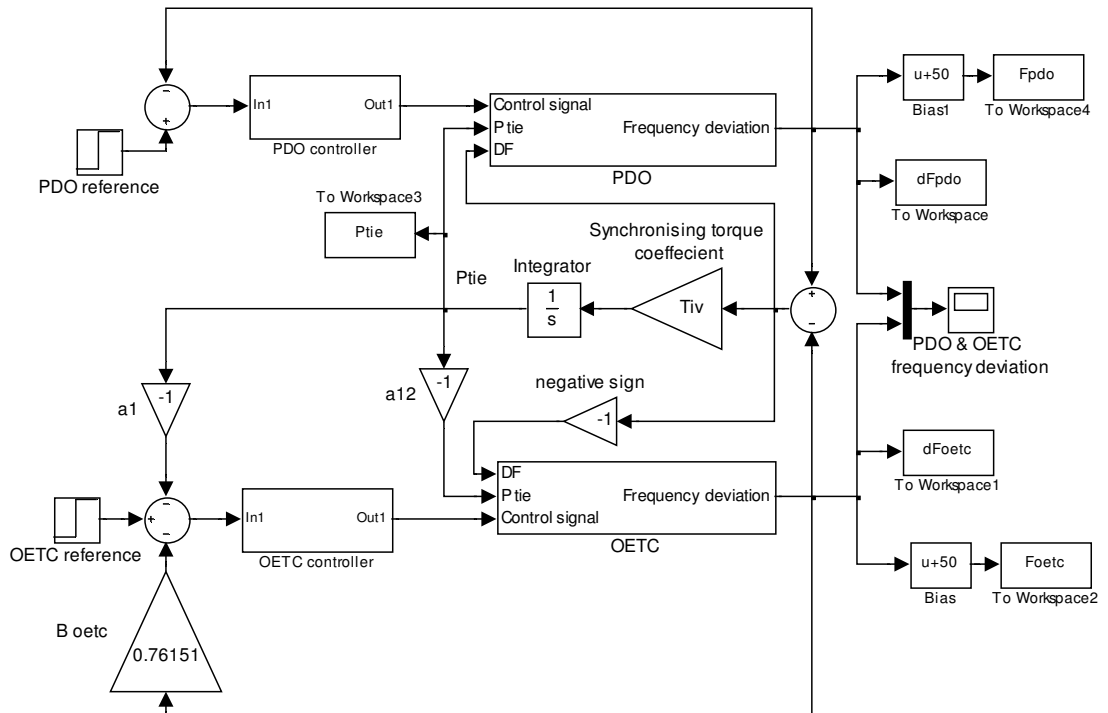 u+50
Fpdo
Bias1
To Workspace4
−
+
In1
Out1
PDO controller
Control signal
Ptie
DF
Frequency deviation
PDO
PDO reference
dFpdo
To Workspace
To Workspace3
Ptie
Synchronising torque
coeffecient
Ptie
Integrator
1
s
Tiv
+
−
PDO & OETC
frequency deviation
-1
a1
-1
a12
negative sign
-1
dFoetc
To Workspace1
DF
Ptie
Control signal
Frequency deviation
OETC
−
+
−
In1
Out1
OETC controller
OETC reference
u+50
Foetc
Bias
To Workspace2
B oetc
0.76151